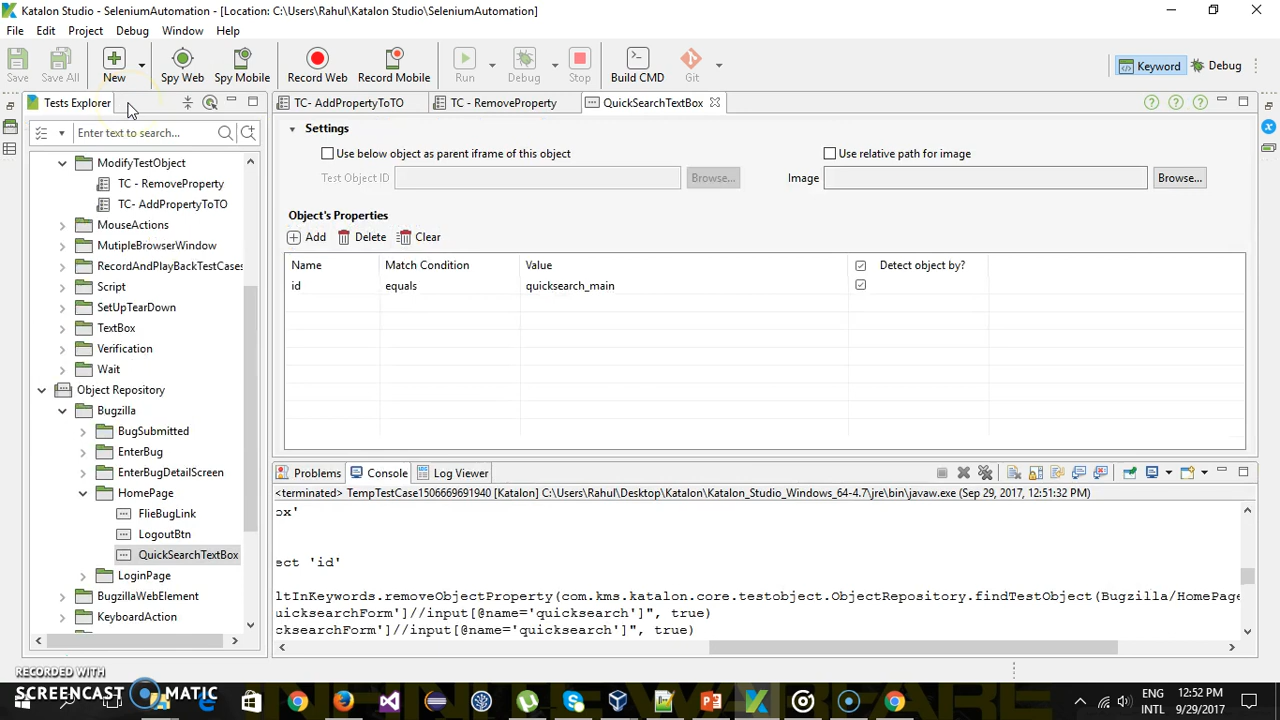 Katalon Studio - SeleniumAutomation - [Location: C:\Users\Rahul\Katalon Studio\SeleniumAutomation]
File Edit Project Debug Window Help
Save Save All New Spy Web Spy Mobile Record Web Record Mobile Run Debug Stop Build CMD Git Keyword Debug
Tests Explorer
Enter text to search...
ModifyTestObject
TC - RemoveProperty
TC- AddPropertyToTO
MouseActions
MutipleBrowserWindow
RecordAndPlayBackTestCases
Script
SetUpTearDown
TextBox
Verification
Wait
Object Repository
Bugzilla
BugSubmitted
EnterBug
EnterBugDetailScreen
HomePage
FlieBugLink
LogoutBtn
QuickSearchTextBox
LoginPage
BugzillaWebElement
KeyboardAction
TC- AddPropertyToTO TC - RemoveProperty QuickSearchTextBox
Settings
Use below object as parent iframe of this object Use relative path for image
Test Object ID Browse... Image Browse...
Object's Properties
Add Delete Clear
Name Match Condition Value Detect object by?
id equals quicksearch_main
Problems Console Log Viewer
<terminated> TempTestCase1506669691940 [Katalon] C:\Users\Rahul\Desktop\Katalon\Katalon_Studio_Windows_64-4.7\jre\bin\javaw.exe (Sep 29, 2017, 12:51:32 PM)
ox'
ect 'id'
ltInKeywords.removeObjectProperty(com.kms.katalon.core.testobject.ObjectRepository.findTestObject(Bugzilla/HomePage
uicksearchForm']//input[@name='quicksearch']", true)
cksearchForm']//input[@name='quicksearch']", true)
RECORDED WITH
SCREENCAST MATIC
ENG
INTL
12:52 PM
9/29/2017